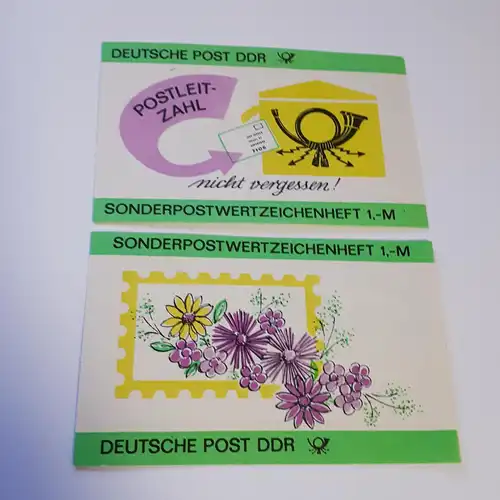 DEUTSCHE POST DDR
POSTLEIT-
ZAHL
nicht vergessen!
SONDERPOSTWERTZEICHENHEFT 1,-M
SONDERPOSTWERTZEICHENHEFT 1,-M
DEUTSCHE POST DDR